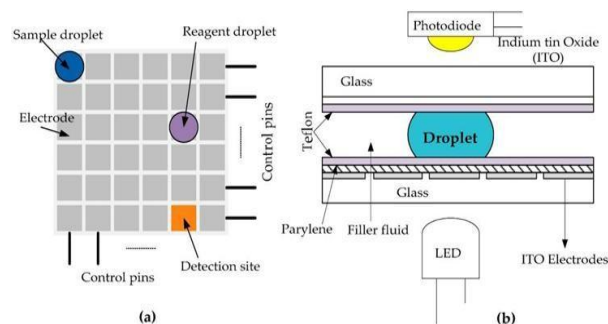 (a)
Sample droplet
Reagent droplet
Electrode
Control pins
Control pins
Detection site
(b)
Photodiode
Indium tin Oxide
(ITO)
Glass
Teflon
Droplet
Glass
Parylene
Filler fluid
LED
ITO Electrodes
(a)
(b)